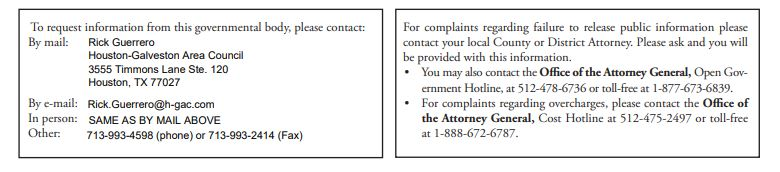 To request information from this governmental body, please contact:
By mail: Rick Guerrero
Houston-Galveston Area Council
3555 Timmons Lane Ste. 120
Houston, TX 77027
By e-mail: Rick.Guerrero@h-gac.com
In person: SAME AS BY MAIL ABOVE
Other: 713-993-4598 (phone) or 713-993-2414 (Fax)
For complaints regarding failure to release public information please
contact your local County or District Attorney. Please ask and you will
be provided with this information.
• You may also contact the Office of the Attorney General, Open Gov-
ernment Hotline, at 512-478-6736 or toll-free at 1-877-673-6839.
• For complaints regarding overcharges, please contact the Office of
the Attorney General, Cost Hotline at 512-475-2497 or toll-free
at 1-888-672-6787.